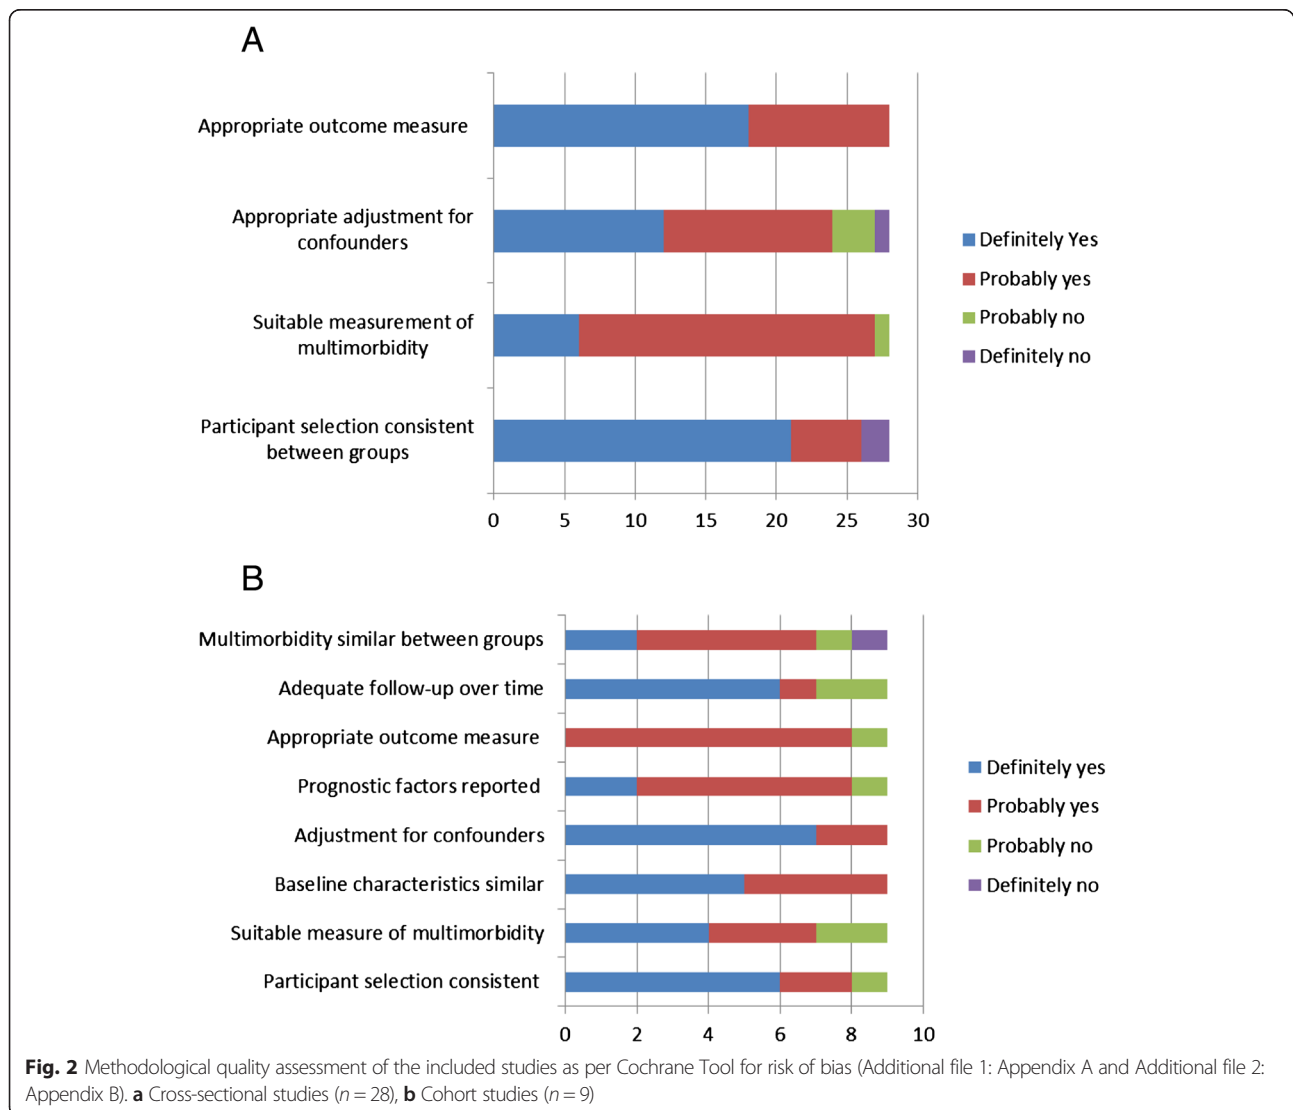 A
Appropriate outcome measure
Appropriate adjustment for
confounders
Suitable measurement of
multimorbidity
Participant selection consistent
between groups
0 5 10 15 20 25 30
Definitely Yes
Probably yes
Probably no
Definitely no
B
Multimorbidity similar between groups
Adequate follow-up over time
Appropriate outcome measure
Prognostic factors reported
Adjustment for confounders
Baseline characteristics similar
Suitable measure of multimorbidity
Participant selection consistent
0 2 4 6 8 10
Definitely yes
Probably yes
Probably no
Definitely no
Fig. 2 Methodological quality assessment of the included studies as per Cochrane Tool for risk of bias (Additional file 1: Appendix A and Additional file 2:
Appendix B). a Cross-sectional studies (n = 28), b Cohort studies (n = 9)